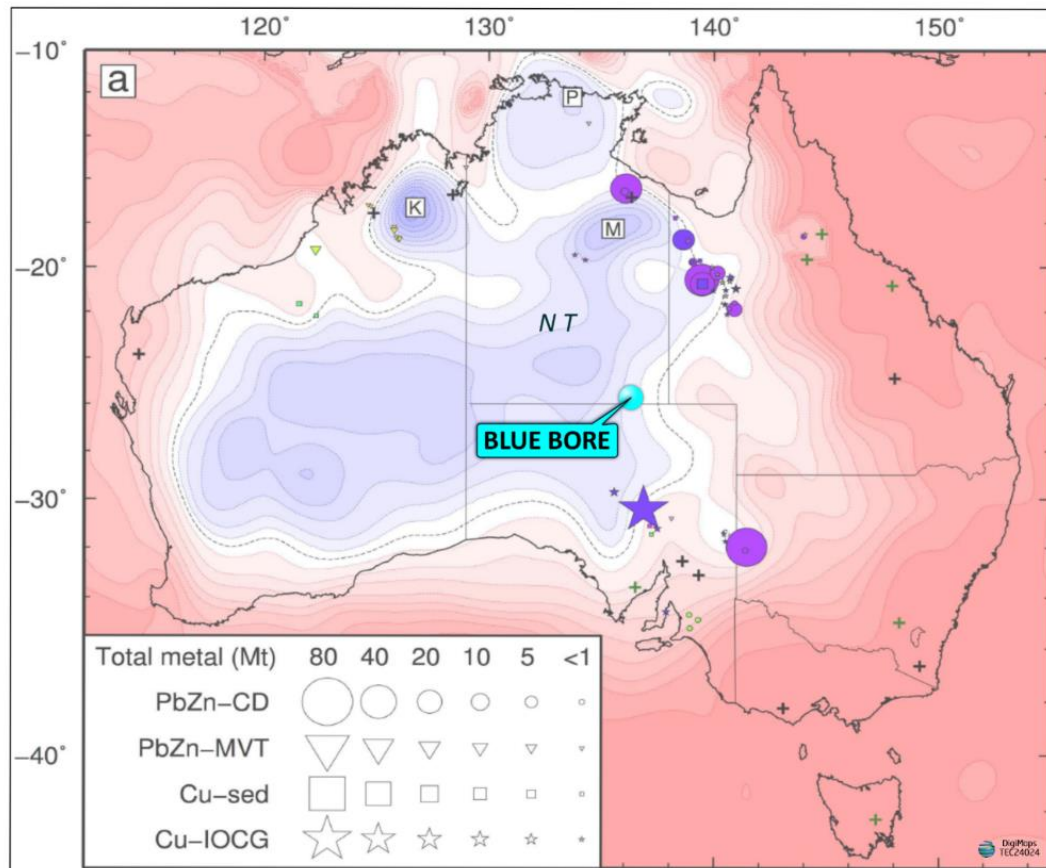 120˚ 130˚ 140˚ 150˚
−10˚
a
P
K
M
−20˚
N T
BLUE BORE
−30˚
Total metal (Mt) 80 40 20 10 5 <1
PbZn−CD
PbZn−MVT
−40˚
Cu−sed
Cu−IOCG
DigiMaps
TEC24024